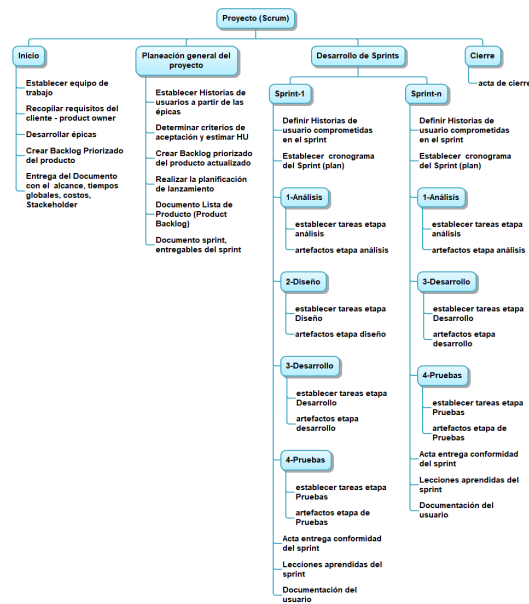 Proyecto (Scrum)
Inicio
Establecer equipo de
trabajo
Recopilar requisitos del
cliente - product owner
Desarrollar épicas
Crear Backlog Priorizado
del producto
Entrega del Documento
con el alcance, tiempos
globales, costos,
Stackeholder
Planeación general del
proyecto
Establecer Historias de
usuarios a partir de las
épicas
Determinar criterios de
aceptación y estimar HU
Crear Backlog priorizado
del producto actualizado
Realizar la planificación
de lanzamiento
Documento Lista de
Producto (Product
Backlog)
Documento sprint,
entregables del sprint
Desarrollo de Sprints
Sprint-1
Definir Historias de
usuario comprometidas
en el sprint
Establecer cronograma
del Sprint (plan)
1-Análisis
establecer tareas etapa
análisis
artefactos etapa análisis
2-Diseño
establecer tareas etapa
Diseño
artefactos etapa diseño
3-Desarrollo
establecer tareas etapa
Desarrollo
artefactos etapa
desarrollo
4-Pruebas
establecer tareas etapa
Pruebas
artefactos etapa de
Pruebas
Acta entrega conformidad
del sprint
Lecciones aprendidas del
sprint
Documentación del
usuario
Sprint-n
Definir Historias de
usuario comprometidas
en el sprint
Establecer cronograma
del Sprint (plan)
1-Análisis
establecer tareas etapa
análisis
artefactos etapa análisis
3-Desarrollo
establecer tareas etapa
Desarrollo
artefactos etapa
desarrollo
4-Pruebas
establecer tareas etapa
Pruebas
artefactos etapa de
Pruebas
Acta entrega conformidad
del sprint
Lecciones aprendidas del
sprint
Documentación del
usuario
Cierre
acta de cierre